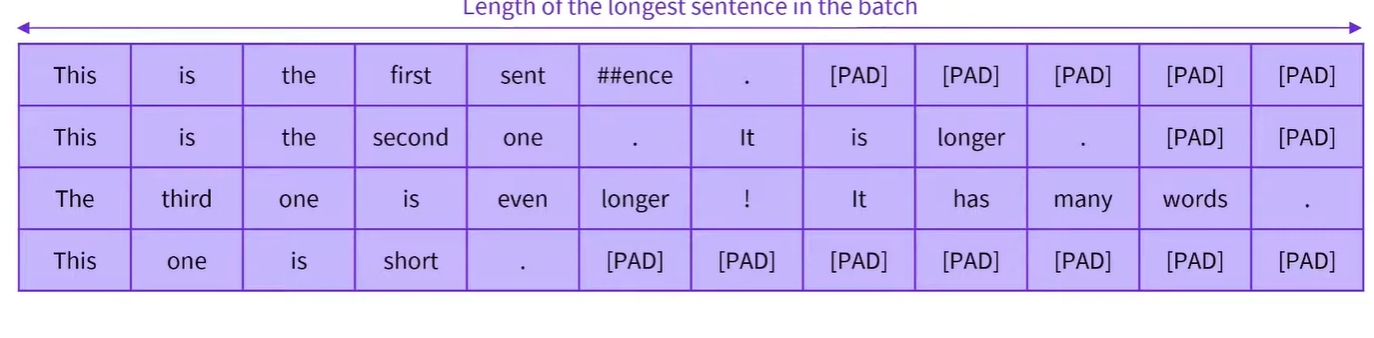 Length of the longest sentence in the batch
This is the first sent ##ence . [PAD] [PAD] [PAD] [PAD] [PAD]
This is the second one . It is longer . [PAD] [PAD]
The third one is even longer ! It has many words .
This one is short . [PAD] [PAD] [PAD] [PAD] [PAD] [PAD] [PAD]